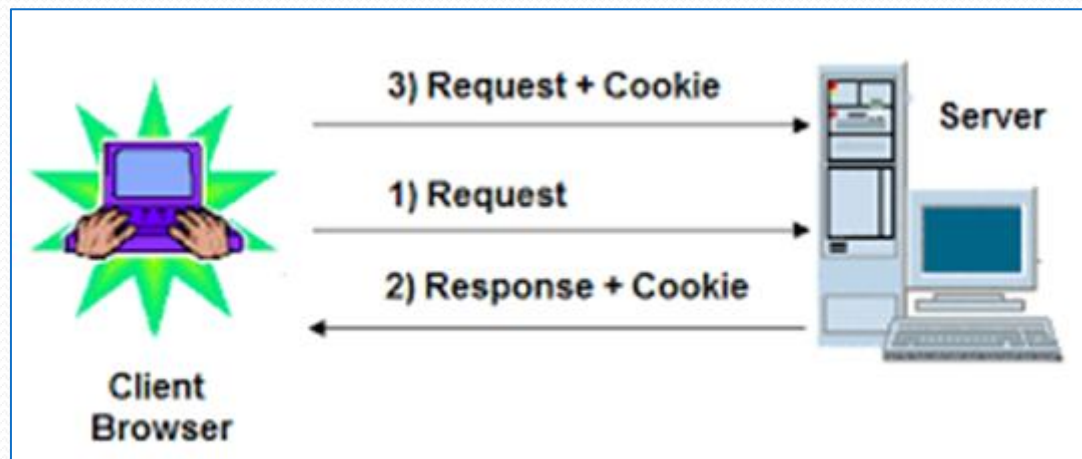 3) Request + Cookie
Server
1) Request
2) Response + Cookie
Client
Browser